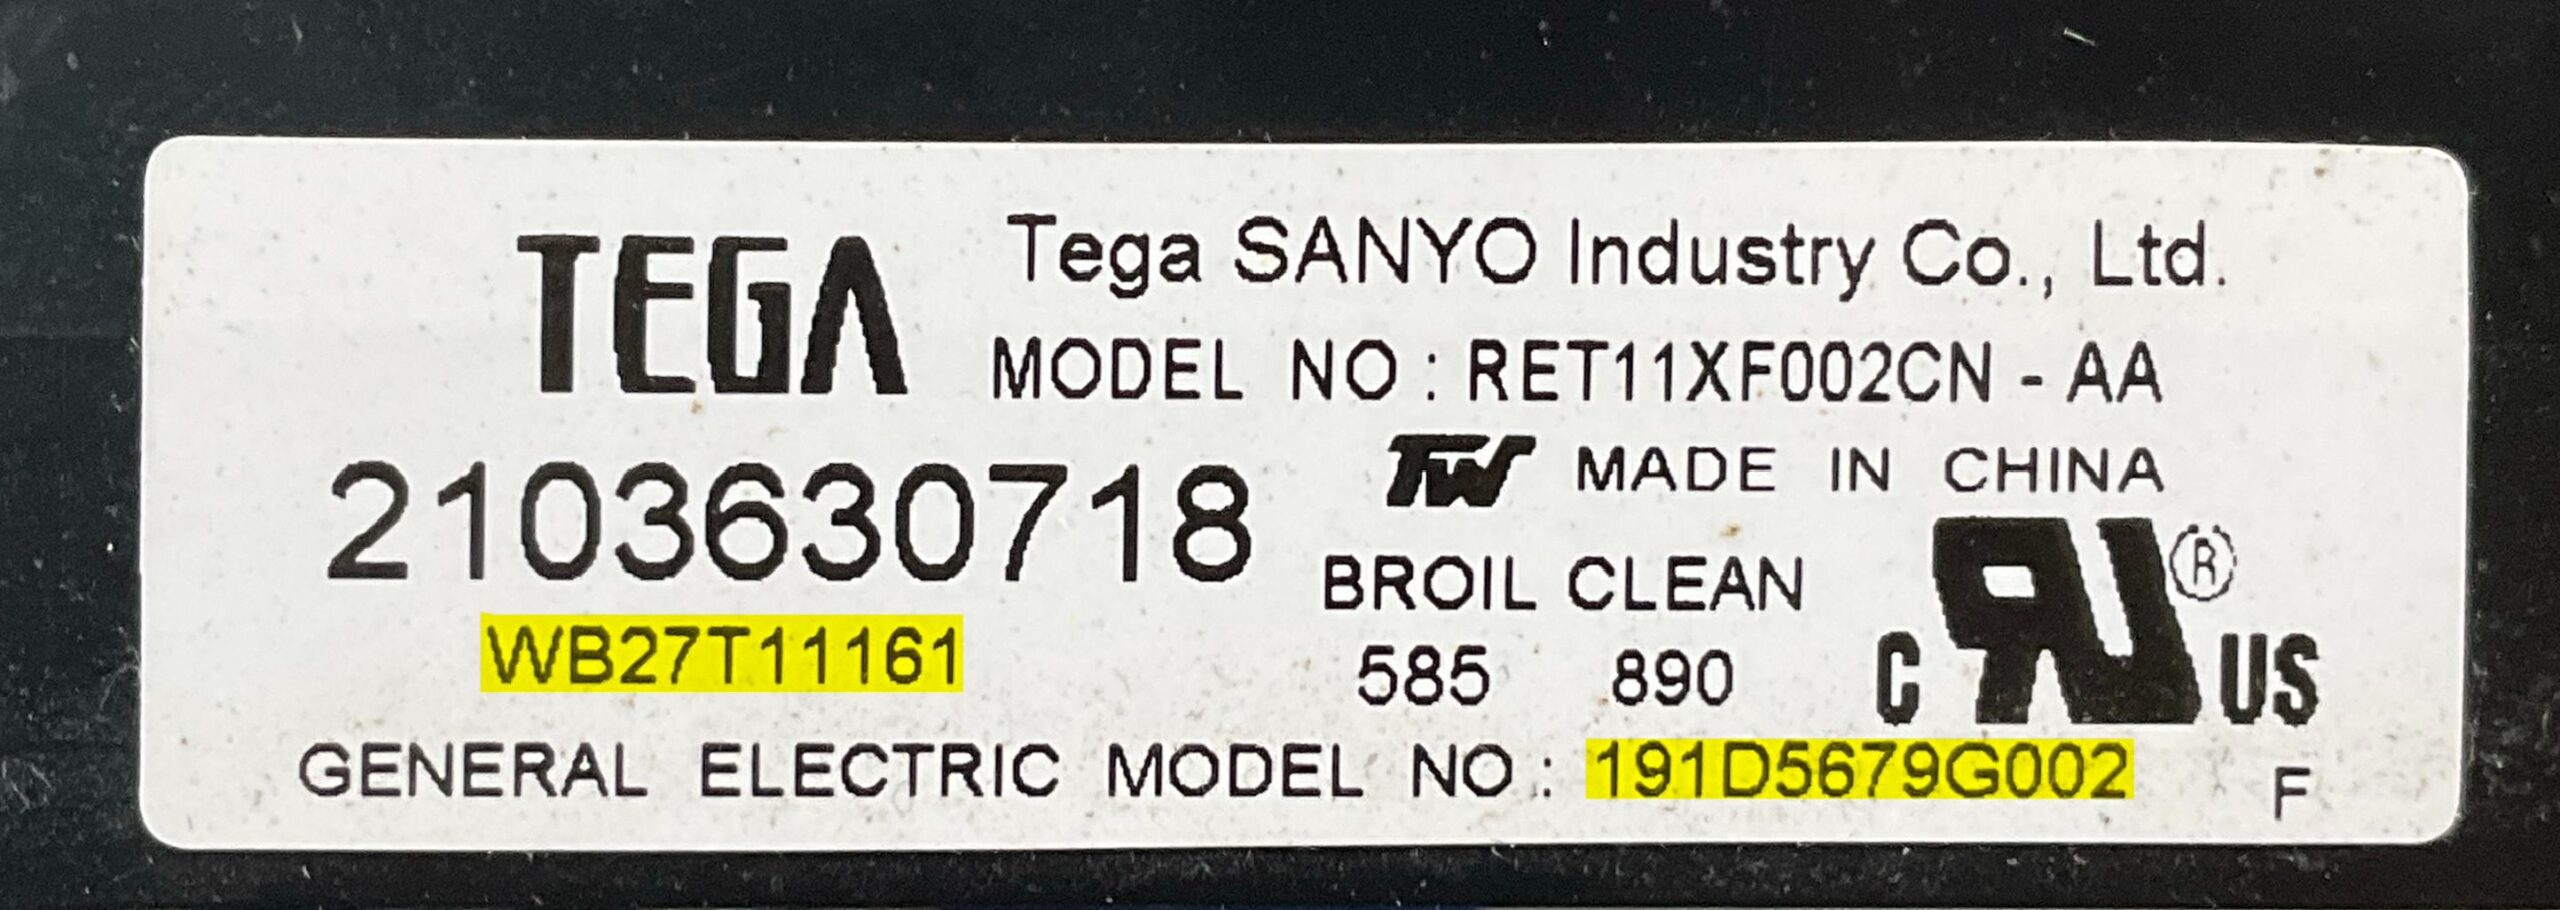 TEGA
Tega SANYO Industry Co., Ltd.
MODEL NO : RET11XF002CN - AA
2103630718
TW MADE IN CHINA
WB27T11161
BROIL CLEAN
585 890
C RU ® US
GENERAL ELECTRIC MODEL NO : 191D5679G002
F